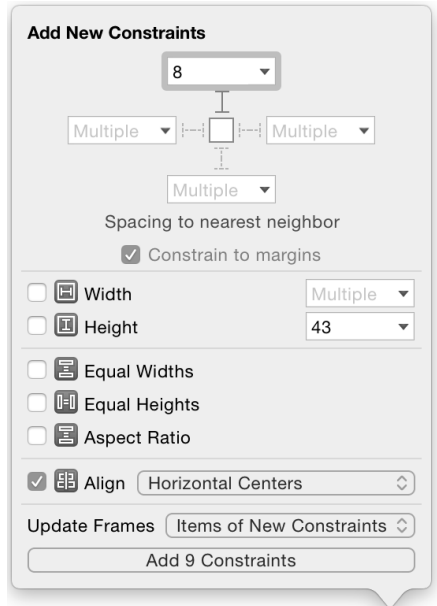 Add New Constraints
8
Multiple
Multiple
Multiple
Spacing to nearest neighbor
Constrain to margins
Width Multiple
Height 43
Equal Widths
Equal Heights
Aspect Ratio
Align Horizontal Centers
Update Frames Items of New Constraints
Add 9 Constraints